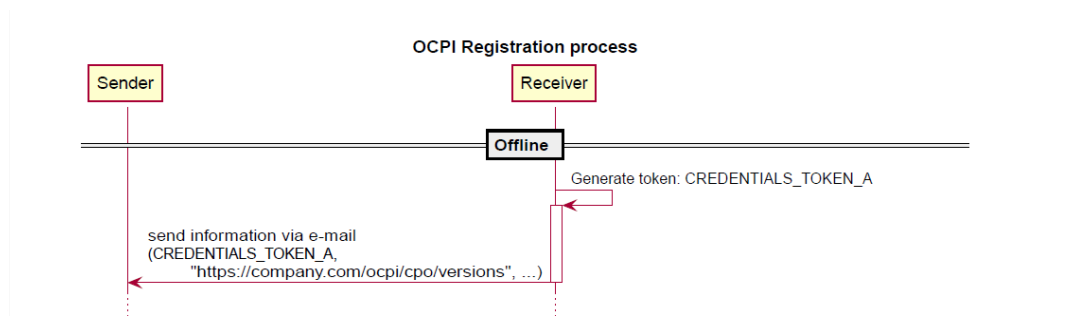 OCPI Registration process
Sender
Receiver
Offline
Generate token: CREDENTIALS_TOKEN_A
send information via e-mail
(CREDENTIALS_TOKEN_A,
"https://company.com/ocpi/cpo/versions", ...)